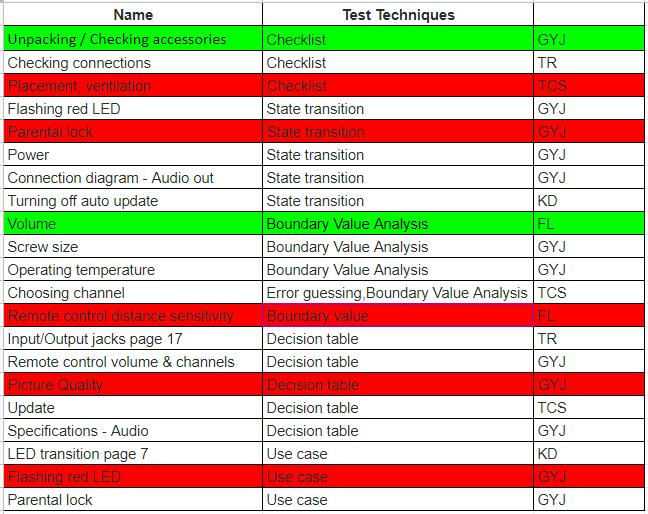 Name Test Techniques
Unpacking / Checking accessories Checklist GYJ
Checking connections Checklist TR
Placement, ventilation Checklist TCS
Flashing red LED State transition GYJ
Parental lock State transition GYJ
Power State transition GYJ
Connection diagram - Audio out State transition GYJ
Turning off auto update State transition KD
Volume Boundary Value Analysis FL
Screw size Boundary Value Analysis GYJ
Operating temperature Boundary Value Analysis GYJ
Choosing channel Error guessing,Boundary Value Analysis TCS
Remote control distance sensitivity Boundary value FL
Input/Output jacks page 17 Decision table TR
Remote control volume & channels Decision table GYJ
Picture Quality Decision table GYJ
Update Decision table TCS
Specifications - Audio Decision table GYJ
LED transition page 7 Use case KD
Flashing red LED Use case GYJ
Parental lock Use case GYJ